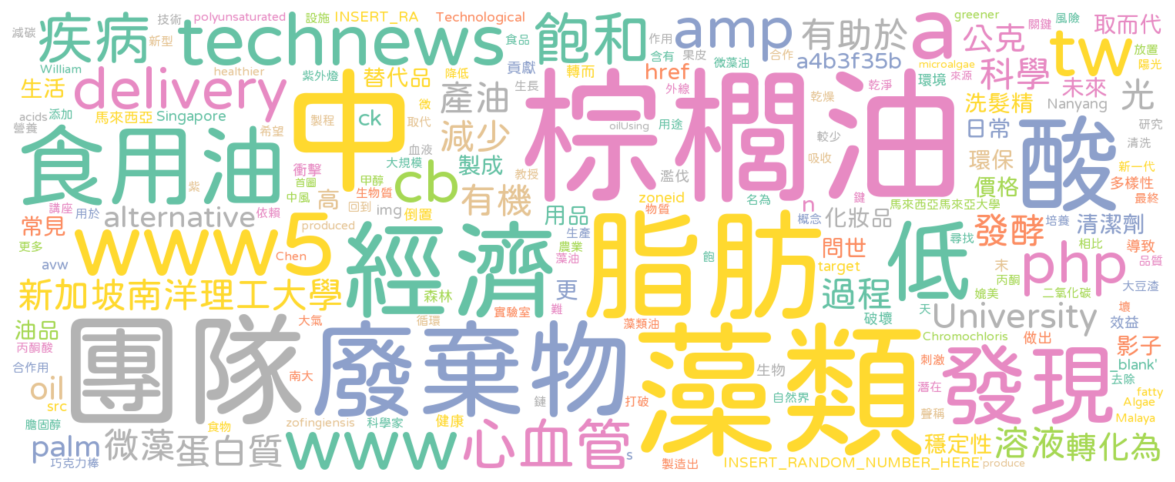 疾病
technews
飽和
amp
有助於
a
公克
tw
取而代
減碳
技術
新型
polyunsaturated
設施
INSERT_RA
Technological
食品
作用
含有
果皮
合作
微藻油
greener
關鍵
風險
放置
陽光
生活
delivery
William
healthier
紫外燈
替代品
降低
貢獻
轉而
生長
產油
href
外線
a4b3f35b
環境
microalgae
來源
科學
未來
光
acids
營養
添加
馬來西亞
Singapore
希望
製程
取代
微
血液
ck
減少
oilUsing
用途
較少
乾燥
吸收
乾淨
洗髮精
Nanyang
研究
清洗
食用油
中
棕櫚油
日常
酸
衝擊
首圖
中風
大規模
甲醇
生物質
教授
製成
濫伐
環保
價格
新一代
多樣性
最終
cb
有機
高
回到
img
倒置
zoneid
物質
名為
n
鍵
馬來西亞馬來亞大學
常見
講座
用於
alternative
依賴
produced
用品
化妝品
概念
培養
清潔劑
更多
avw
www5
Chen
經濟
農業
生產
藻油
脂肪
飽
問世
target
低
尋找
發酵
相比
導致
品質
php
新加坡南洋理工大學
森林
更
剷
過程
破壞
末
丙酮
媲美
二氧化碳
大豆渣
天
University
壞
效益
油品
丙酮酸
合作用
團隊
大氣
循環
實驗室
廢棄物
藻類油
藻類
生物
自然界
Chromochloris
做出
影子
刺激
發現
_blank'
去除
潛在
fatty
Algae
Malaya
oil
src
南大
打破
鏈
膽固醇
食物
zofingiensis
科學家
健康
聲稱
palm
巧克力棒
微藻
蛋白質
www
心血管
s
製造出
INSERT_RANDOM_NUMBER_HERE'
produce
穩定性
溶液
轉化為